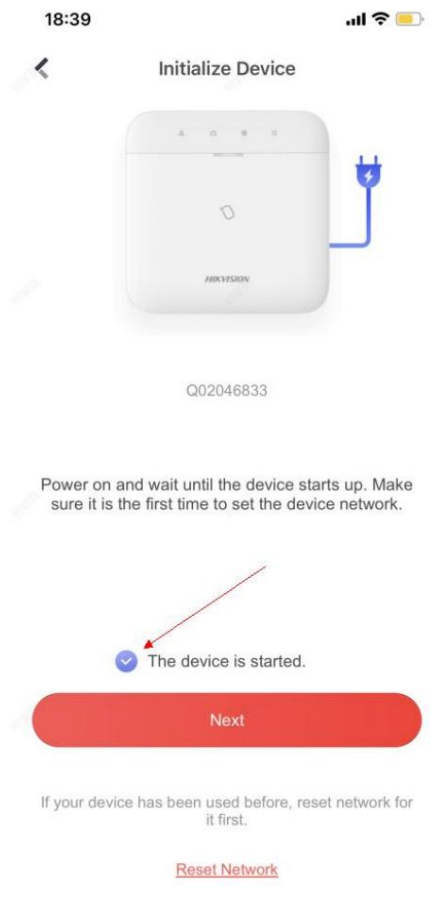 18:39
Initialize Device
HIKVISION
Q02046833
Power on and wait until the device starts up. Make
sure it is the first time to set the device network.
The device is started.
Next
If your device has been used before, reset network for
it first.
Reset Network